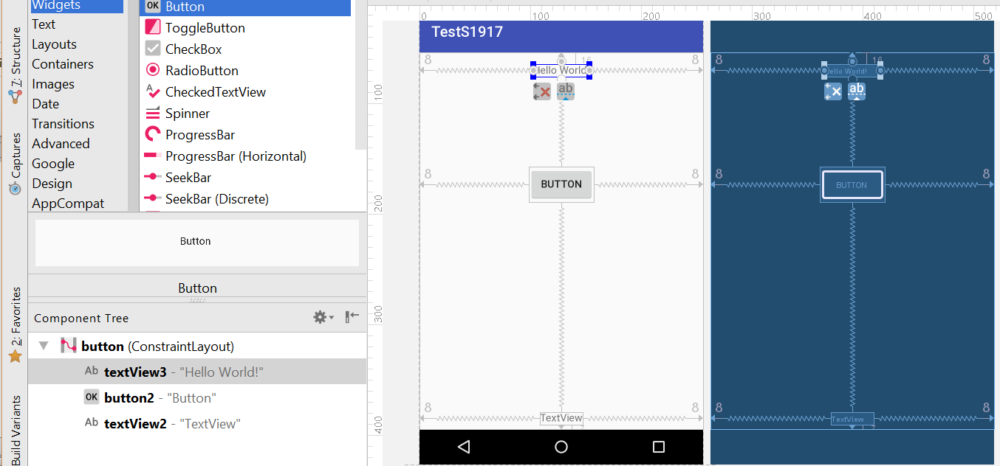 7: Structure
Captures
2: Favorites
Build Variants
Widgets
Text
Layouts
Containers
Images
Date
Transitions
Advanced
Google
Design
AppCompat
OK Button
ToggleButton
CheckBox
RadioButton
A CheckedTextView
Spinner
ProgressBar
ProgressBar (Horizontal)
SeekBar
SeekBar (Discrete)
Button
Button
Component Tree
button (ConstraintLayout)
Ab textView3 - "Hello World!"
OK button2 - "Button"
Ab textView2 - "TextView"
0 100 200 300 400 500
100
200
300
400
TestS1917
8 16 8
Hello World
ab
8 8
BUTTON
8 8
TextView
8 16 8
Hello World!
ab
8 8
BUTTON
8 8
TextView